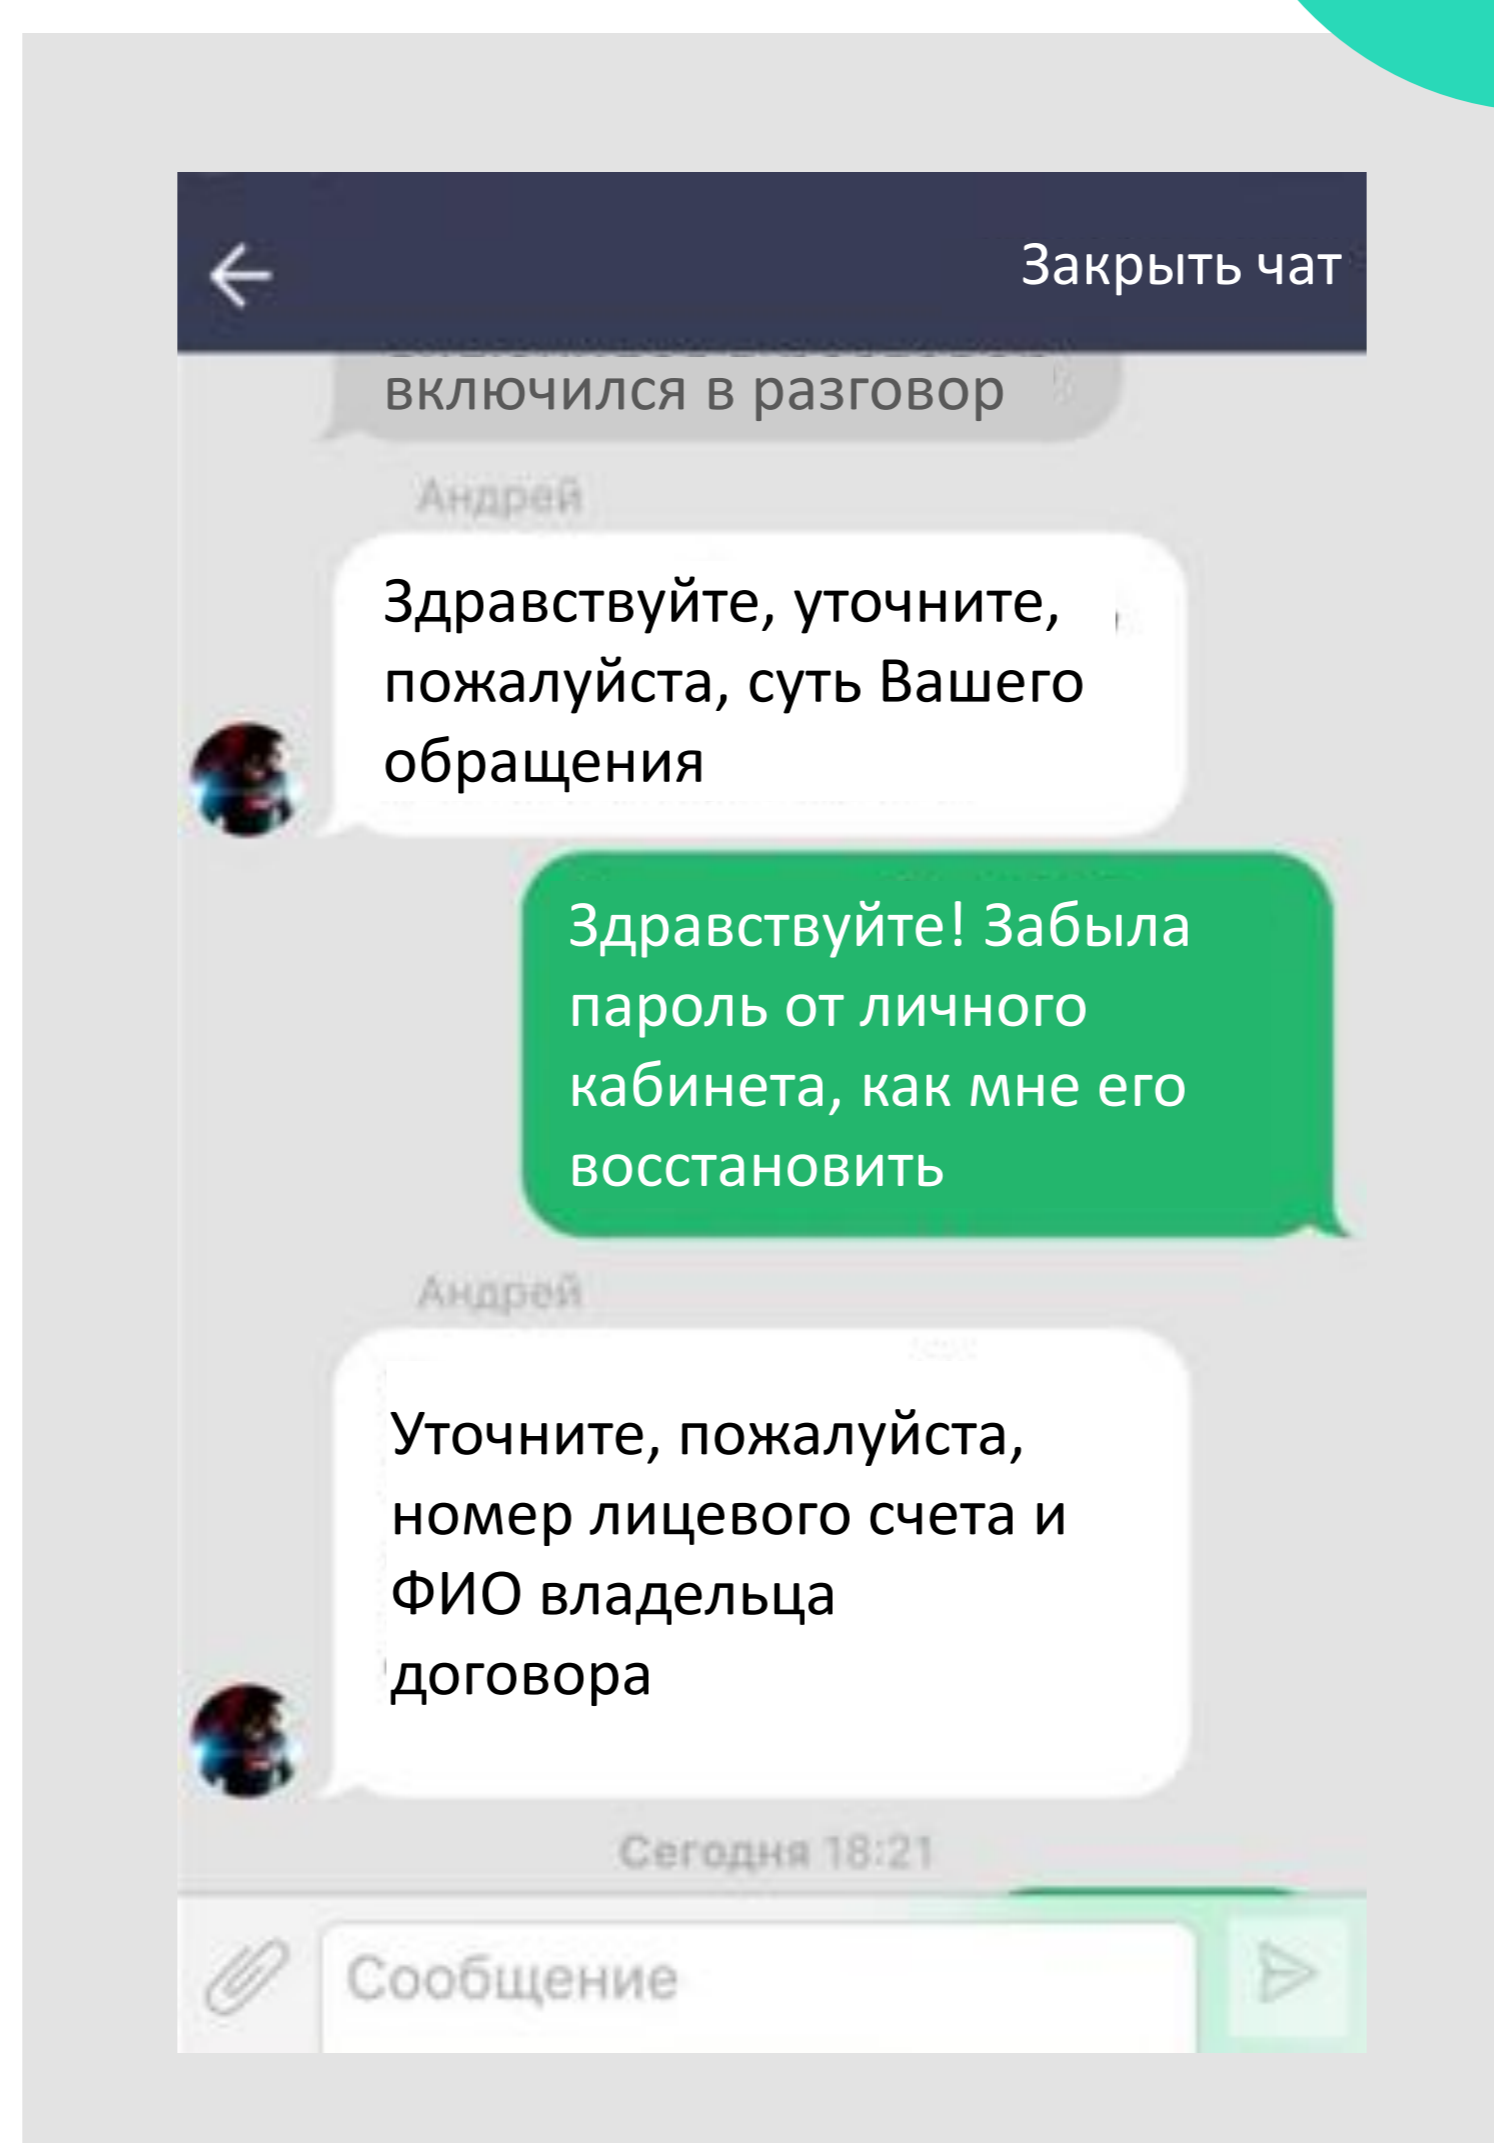 Закрыть чат
включился в разговор
Андрей
Здравствуйте, уточните,
пожалуйста, суть Вашего
обращения
Здравствуйте! Забыла
пароль от личного
кабинета, как мне его
восстановить
Андрей
Уточните, пожалуйста,
номер лицевого счета и
ФИО владельца
договора
Сегодня 18:21
Сообщение